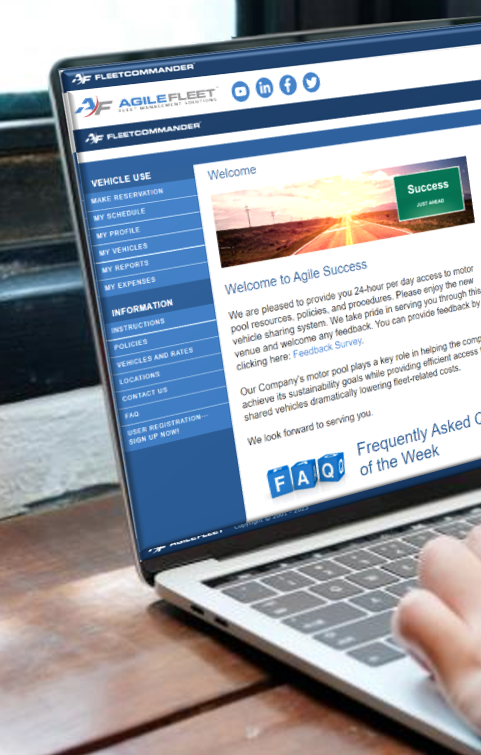 FLEETCOMMANDER
AGILEFLEET
FLEET MANAGEMENT SOLUTIONS
FLEETCOMMANDER
VEHICLE USE
MAKE RESERVATION
MY SCHEDULE
MY PROFILE
MY VEHICLES
MY REPORTS
MY EXPENSES
INFORMATION
INSTRUCTIONS
POLICIES
VEHICLES AND RATES
LOCATIONS
CONTACT US
FAQ
USER REGISTRATION---
SIGN UP NOW!
Welcome
Success
JUST AHEAD
Welcome to Agile Success
We are pleased to provide you 24-hour per day access to motor
pool resources, policies, and procedures. Please enjoy the new
vehicle sharing system. We take pride in serving you through this
venue and welcome any feedback. You can provide feedback by
clicking here: Feedback Survey.
Our Company's motor pool plays a key role in helping the comp
achieve its sustainability goals while providing efficient access
shared vehicles dramatically lowering fleet-related costs.
We look forward to serving you.
FAQ
Frequently Asked
of the Week
AGILEFLEET
Copyright © 2001 - 2023